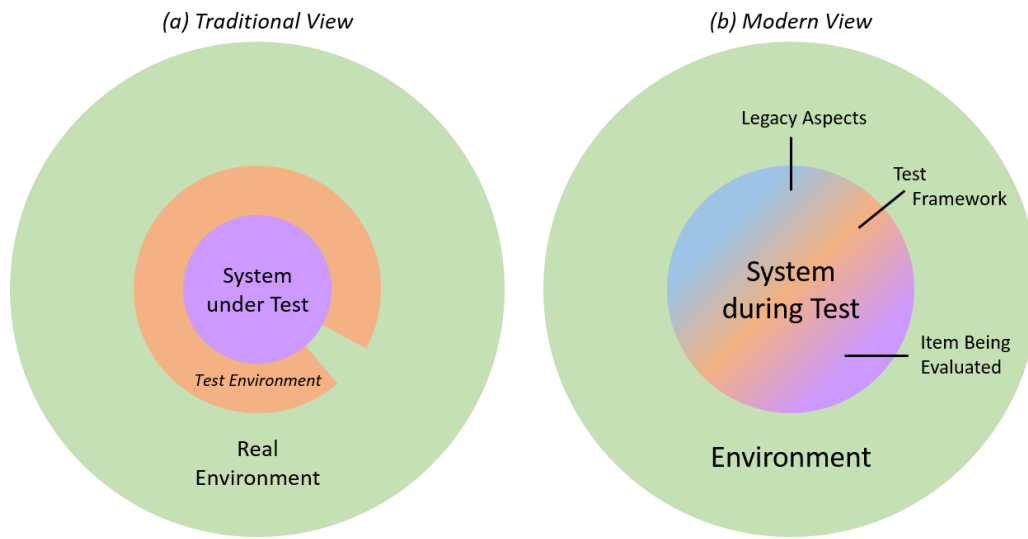 (a) Traditional View
System
under Test
Test Environment
Real
Environment
(b) Modern View
Legacy Aspects
Test
Framework
System
during Test
Item Being
Evaluated
Environment